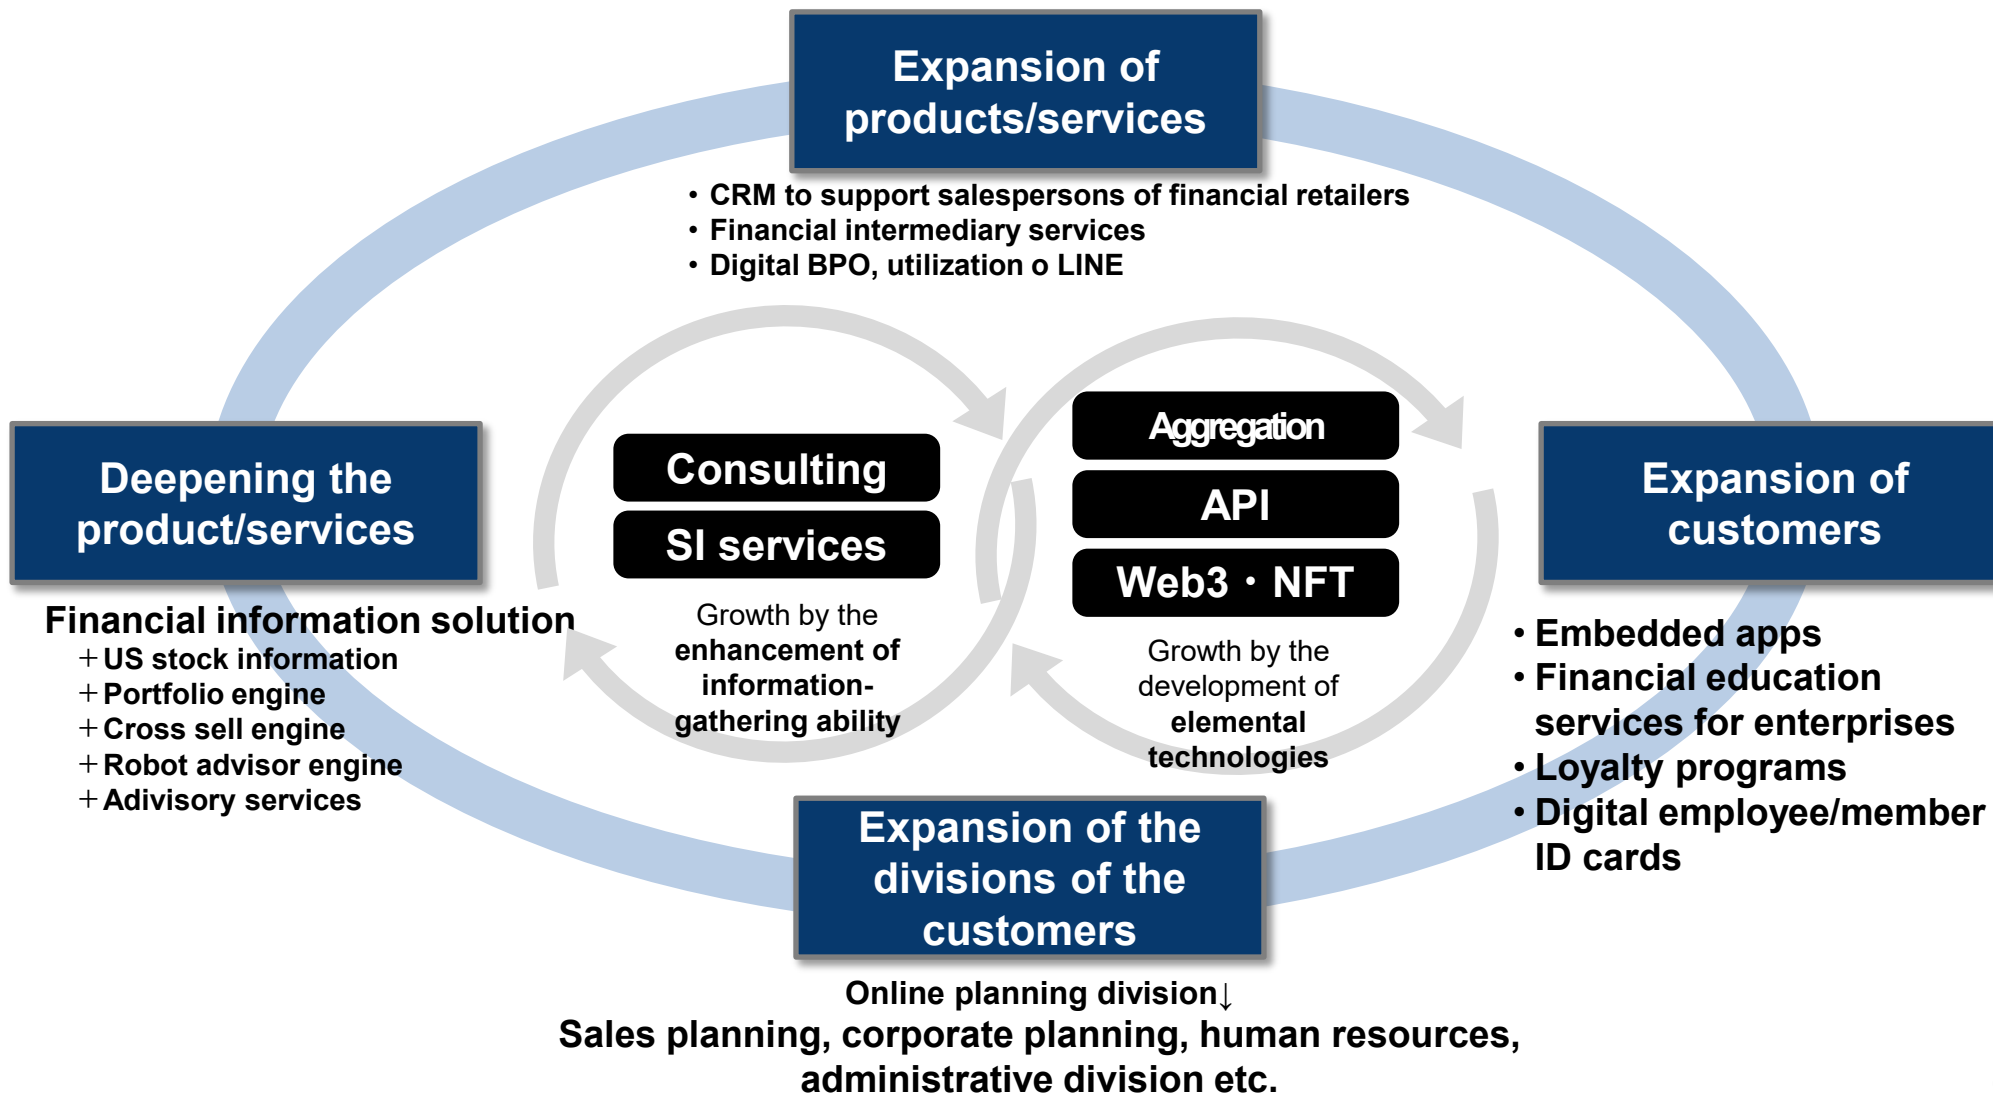 Expansion of
products/services
・CRM to support salespersons of financial retailers
・Financial intermediary services
・Digital BPO, utilization o LINE
Deepening the
product/services
Financial information solution
＋US stock information
＋Portfolio engine
＋Cross sell engine
＋Robot advisor engine
＋Adivisory services
Consulting
SI services
Growth by the
enhancement of
information-
gathering ability
Aggregation
API
Web3・NFT
Growth by the
development of
elemental
technologies
Expansion of
customers
・Embedded apps
・Financial education
services for enterprises
・Loyalty programs
・Digital employee/member
ID cards
Expansion of the
divisions of the
customers
Online planning division↓
Sales planning, corporate planning, human resources,
administrative division etc.